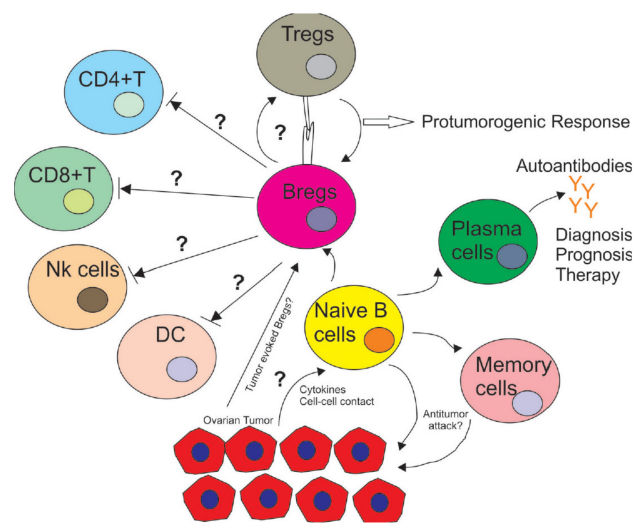 Tregs
CD4+T
?
?
Protumorogenic Response
CD8+T
?
Bregs
Autoantibodies
Plasma
cells
Diagnosis
Prognosis
Therapy
?
Nk cells
?
DC
Tumor evoked Bregs?
Naive B
cells
Memory
cells
?
Cytokines
Cell-cell contact
Ovarian Tumor
Antitumor
attack?